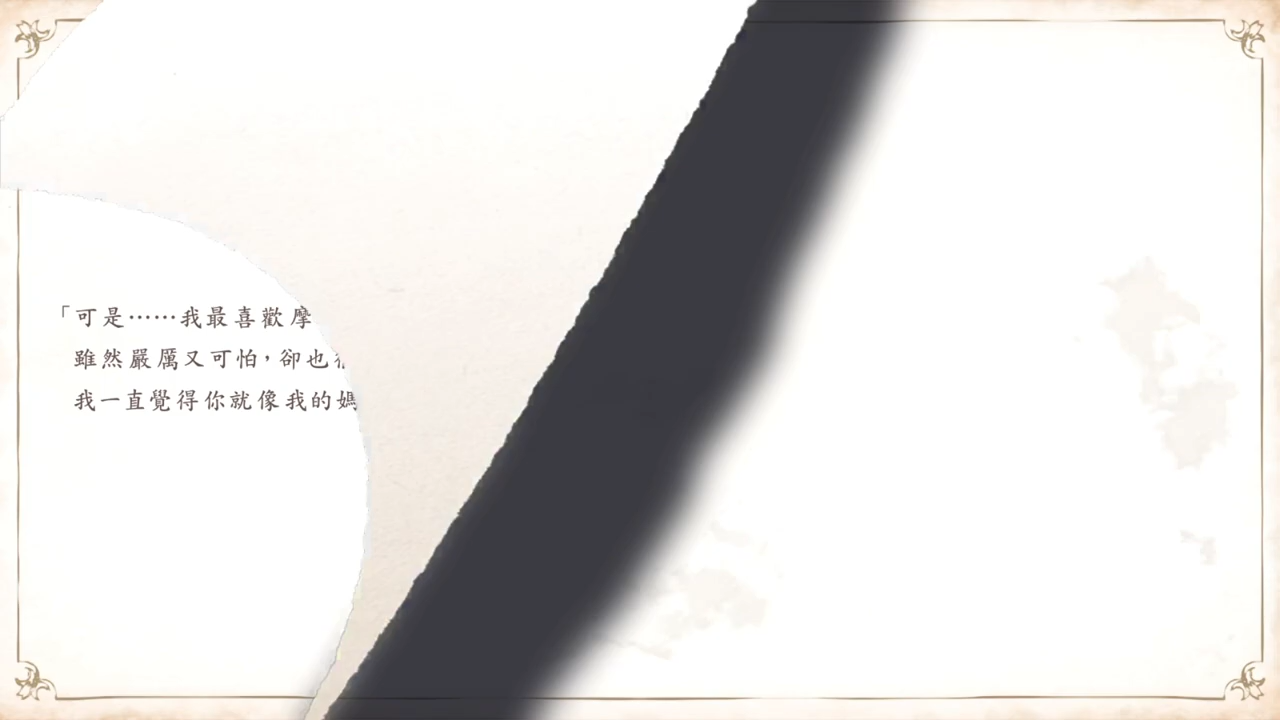 「可是……我最喜歡摩
雖然嚴厲又可怕，卻也
我一直覺得你就像我的媽